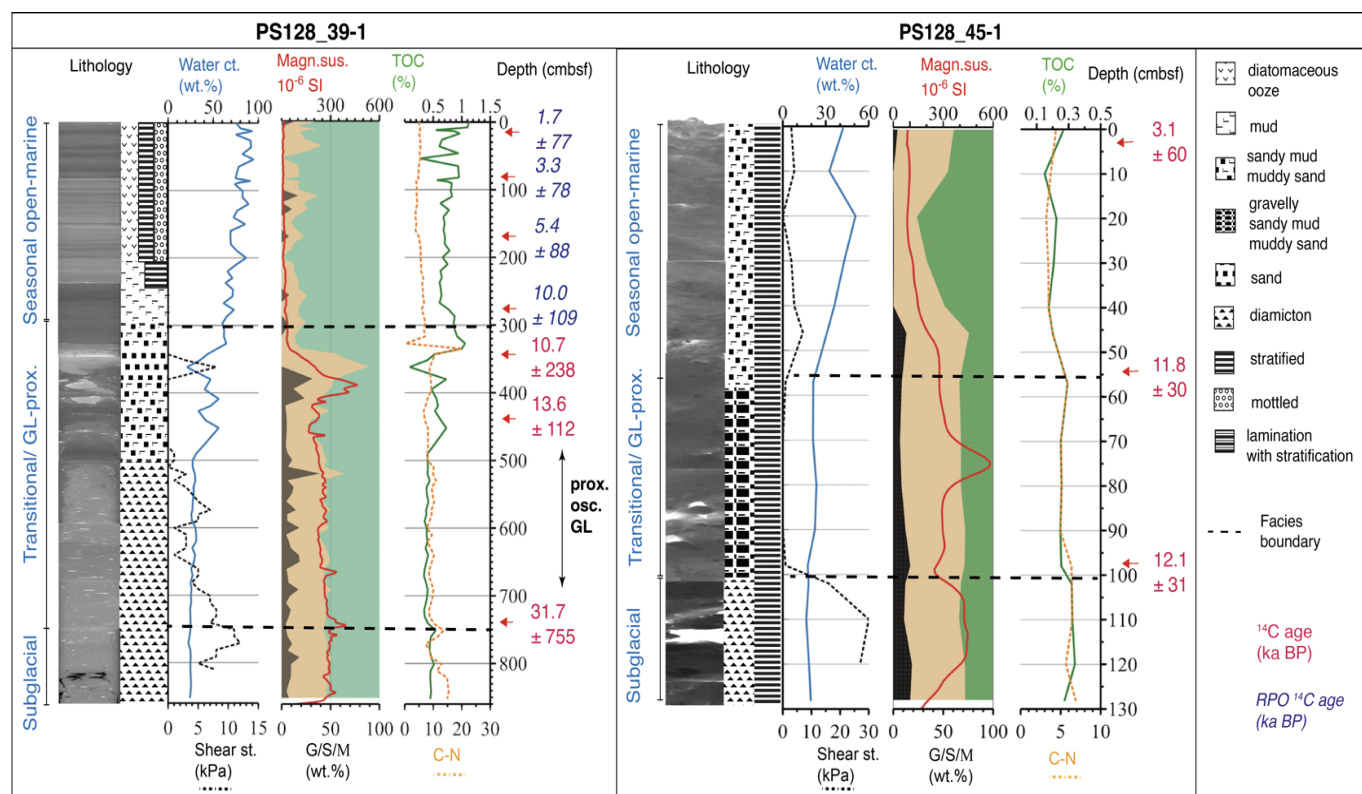 PS128_39-1
PS128_45-1
Lithology
Water ct.
(wt.%)
0 50 100
Magn.sus.
10⁻⁶ SI
300 600
TOC
(%)
0.5 1 1.5
Depth (cmbsf)
Seasonal open-marine
Transitional/ GL-prox.
Subglacial
0
100
200
300
400
500
600
700
800
1.7
± 77
3.3
± 78
5.4
± 88
10.0
± 109
10.7
± 238
13.6
± 112
prox.
osc.
GL
31.7
± 755
0 5 10 15
Shear st.
(kPa)
0 50 100
G/S/M
(wt.%)
0 10 20 30
C-N
Lithology
Water ct.
(wt.%)
0 20 40 60
Magn.sus.
10⁻⁶ SI
0 300 600
TOC
(%)
0.1 0.3 0.5
Depth (cmbsf)
Seasonal open-marine
Transitional/ GL-prox.
Subglacial
0
10
20
30
40
50
60
70
80
90
100
110
120
130
3.1
± 60
11.8
± 30
12.1
± 31
0 10 20 30
Shear st.
(kPa)
0 50 100
G/S/M
(wt.%)
0 5 10
C-N
diatomaceous
ooze
mud
sandy mud
muddy sand
gravelly
sandy mud
muddy sand
sand
diamicton
stratified
mottled
lamination
with stratification
Facies
boundary
¹⁴C age
(ka BP)
RPO ¹⁴C age
(ka BP)